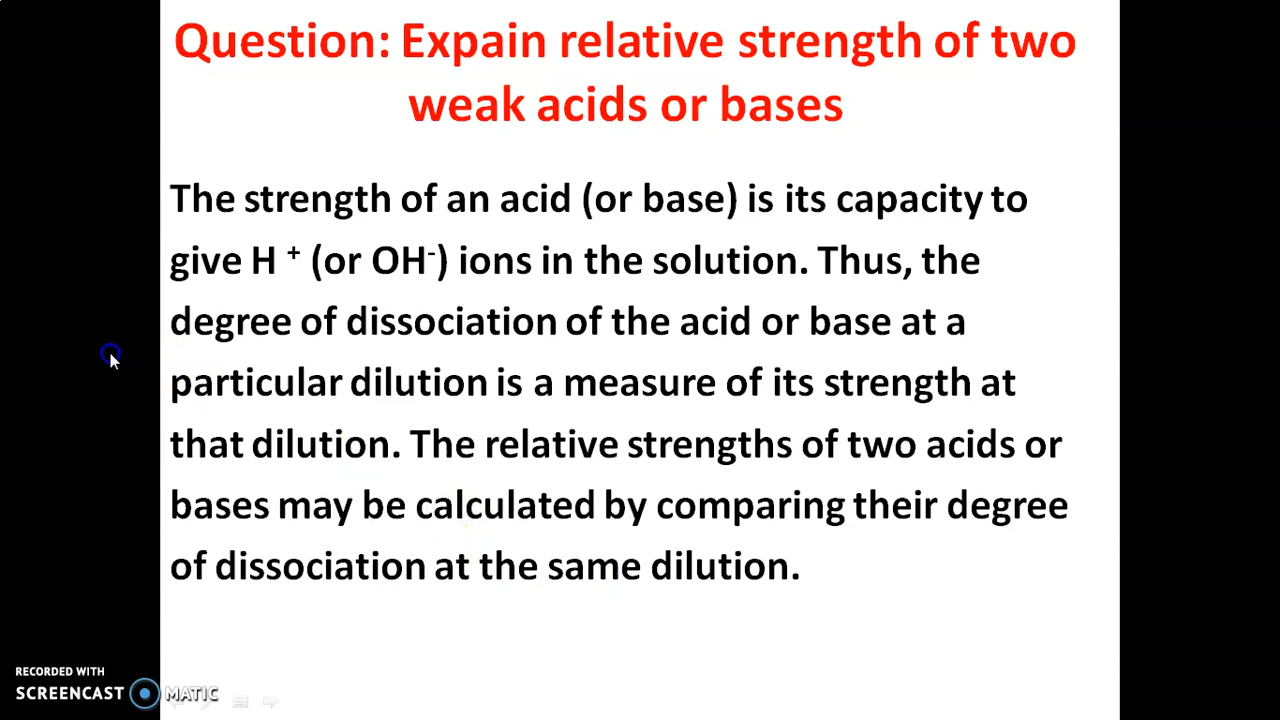 Question: Expain relative strength of two
weak acids or bases
The strength of an acid (or base) is its capacity to
give H ⁺ (or OH⁻) ions in the solution. Thus, the
degree of dissociation of the acid or base at a
particular dilution is a measure of its strength at
that dilution. The relative strengths of two acids or
bases may be calculated by comparing their degree
of dissociation at the same dilution.
RECORDED WITH
SCREENCAST MATIC